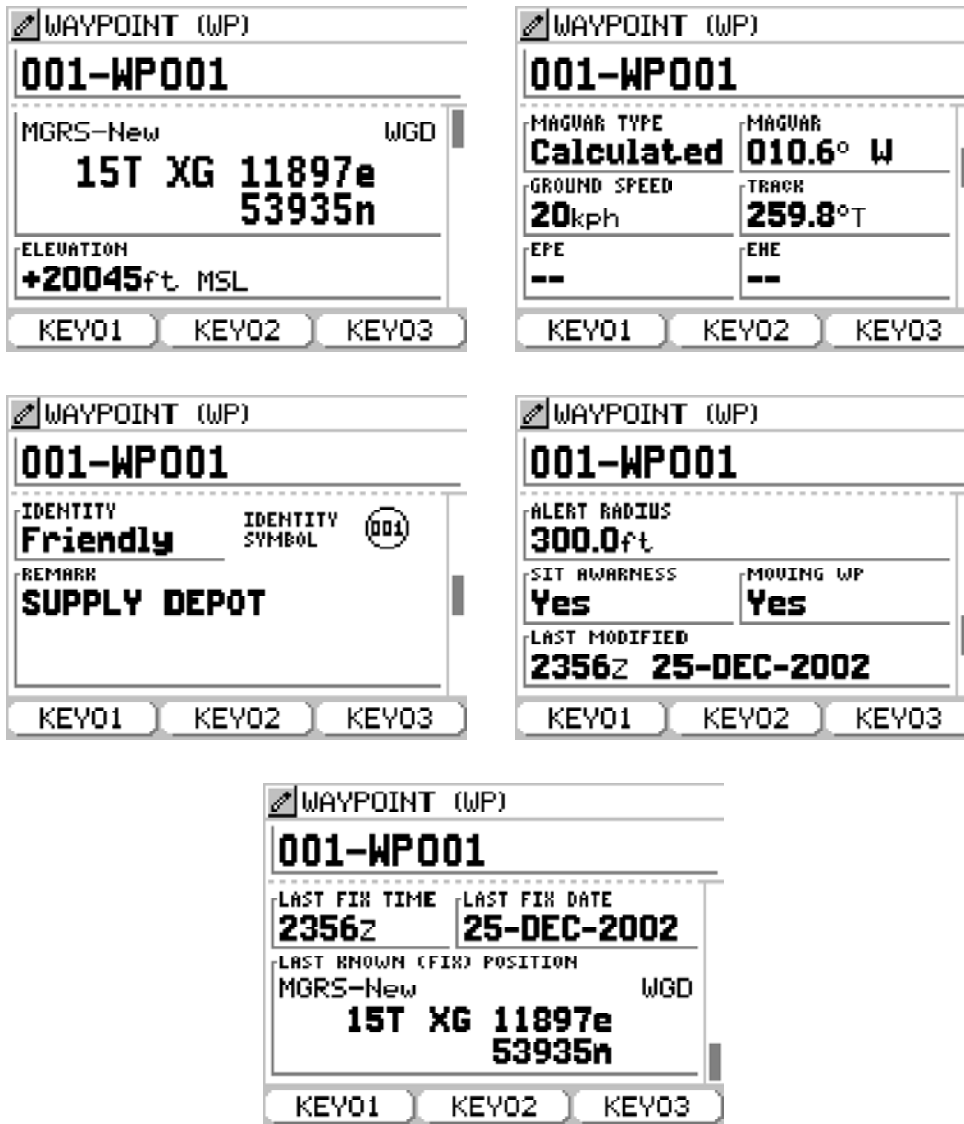 WAYPOINT (WP)
001-WP001
MGRS-New WGD
15T XG 11897e
53935n
ELEVATION
+20045ft MSL
KEY01 KEY02 KEY03
WAYPOINT (WP)
001-WP001
MAGVAR TYPE MAGVAR
Calculated 010.6° W
GROUND SPEED TRACK
20kph 259.8°T
EPE EHE
-- --
KEY01 KEY02 KEY03
WAYPOINT (WP)
001-WP001
IDENTITY
Friendly
IDENTITY
SYMBOL
001
REMARK
SUPPLY DEPOT
KEY01 KEY02 KEY03
WAYPOINT (WP)
001-WP001
ALERT RADIUS
300.0ft
SIT AWARNESS MOVING WP
Yes Yes
LAST MODIFIED
2356Z 25-DEC-2002
KEY01 KEY02 KEY03
WAYPOINT (WP)
001-WP001
LAST FIX TIME LAST FIX DATE
2356Z 25-DEC-2002
LAST KNOWN (FIX) POSITION
MGRS-New WGD
15T XG 11897e
53935n
KEY01 KEY02 KEY03